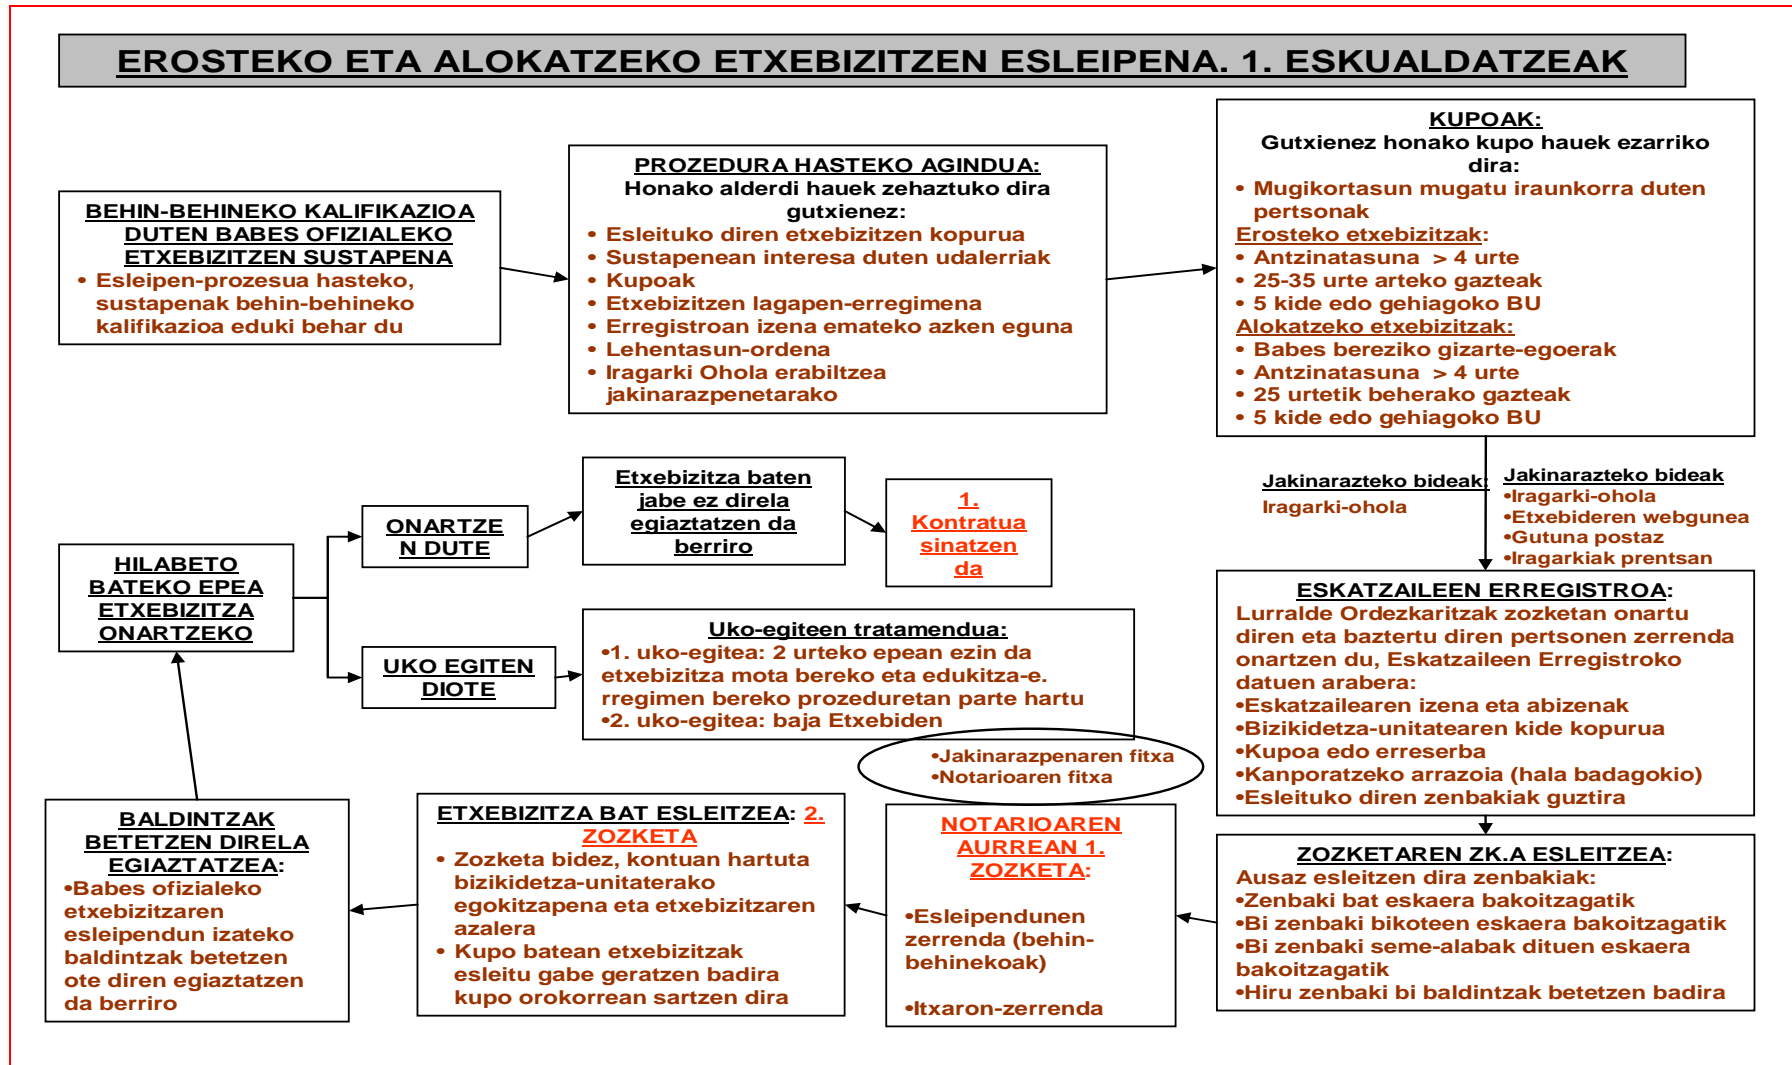 EROSTEKO ETA ALOKATZEKO ETXEBIZITZEN ESLEIPENA. 1. ESKUALDATZEAK
BEHIN-BEHINEKO KALIFIKAZIOA
DUTEN BABES OFIZIALEKO
ETXEBIZITZEN SUSTAPENA
• Esleipen-prozesua hasteko,
sustapenak behin-behineko
kalifikazioa eduki behar du
PROZEDURA HASTEKO AGINDUA:
Honako alderdi hauek zehaztuko dira
gutxienez:
• Esleituko diren etxebizitzen kopurua
• Sustapenean interesa duten udalerriak
• Kupoak
• Etxebizitzen lagapen-erregimena
• Erregistroan izena emateko azken eguna
• Lehentasun-ordena
• Iragarki Ohola erabiltzea
jakinarazpenetarako
KUPOAK:
Gutxienez honako kupo hauek ezarriko
dira:
• Mugikortasun mugatu iraunkorra duten
pertsonak
Erosteko etxebizitzak:
• Antzinatasuna > 4 urte
• 25-35 urte arteko gazteak
• 5 kide edo gehiagoko BU
Alokatzeko etxebizitzak:
• Babes bereziko gizarte-egoerak
• Antzinatasuna > 4 urte
• 25 urtetik beherako gazteak
• 5 kide edo gehiagoko BU
Jakinarazteko bideak:
Iragarki-ohola
Jakinarazteko bideak
•Iragarki-ohola
•Etxebideren webgunea
•Gutuna postaz
•Iragarkiak prentsan
ESKATZAILEEN ERREGISTROA:
Lurralde Ordezkaritzak zozketan onartu
diren eta baztertu diren pertsonen zerrenda
onartzen du, Eskatzaileen Erregistroko
datuen arabera:
•Eskatzailearen izena eta abizenak
•Bizikidetza-unitatearen kide kopurua
•Kupoa edo erreserba
•Kanporatzeko arrazoia (hala badagokio)
•Esleituko diren zenbakiak guztira
ZOZKETAREN ZK.A ESLEITZEA:
Ausaz esleitzen dira zenbakiak:
•Zenbaki bat eskaera bakoitzagatik
•Bi zenbaki bikoteen eskaera bakoitzagatik
•Bi zenbaki seme-alabak dituen eskaera
bakoitzagatik
•Hiru zenbaki bi baldintzak betetzen badira
•Jakinarazpenaren fitxa
•Notarioaren fitxa
NOTARIOAREN
AURREAN 1.
ZOZKETA:
•Esleipendunen
zerrenda (behin-
behinekoak)
•Itxaron-zerrenda
ETXEBIZITZA BAT ESLEITZEA: 2.
ZOZKETA
• Zozketa bidez, kontuan hartuta
bizikidetza-unitaterako
egokitzapena eta etxebizitzaren
azalera
• Kupo batean etxebizitzak
esleitu gabe geratzen badira
kupo orokorrean sartzen dira
BALDINTZAK
BETETZEN DIRELA
EGIAZTATZEA:
•Babes ofizialeko
etxebizitzaren
esleipendun izateko
baldintzak betetzen
ote diren egiaztatzen
da berriro
HILABETO
BATEKO EPEA
ETXEBIZITZA
ONARTZEKO
ONARTZE
N DUTE
Etxebizitza baten
jabe ez direla
egiaztatzen da
berriro
1.
Kontratua
sinatzen
da
UKO EGITEN
DIOTE
Uko-egiteen tratamendua:
•1. uko-egitea: 2 urteko epean ezin da
etxebizitza mota bereko eta edukitza-e.
rregimen bereko prozeduretan parte hartu
•2. uko-egitea: baja Etxebiden